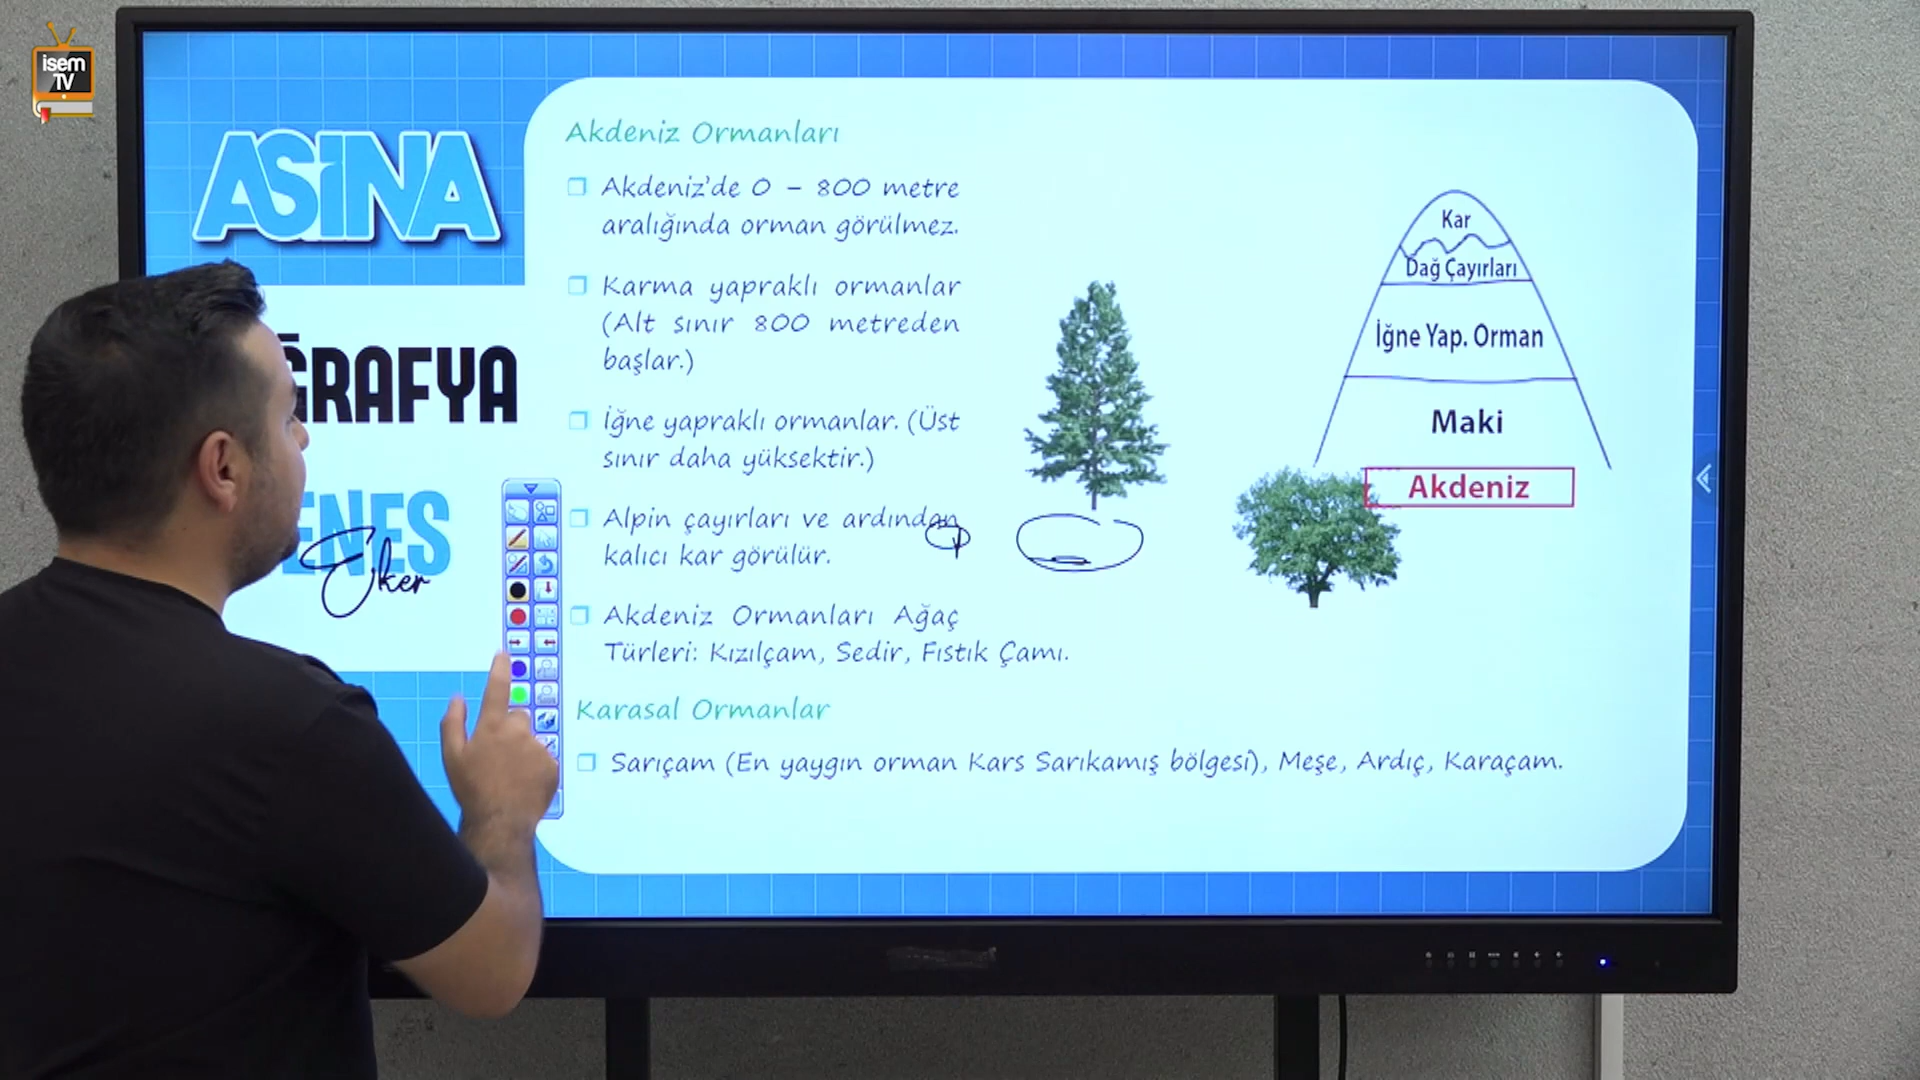 isem
TV
ASİNA
ĞRAFYA
ENES
Eker
Akdeniz Ormanları
Akdeniz'de 0 – 800 metre
aralığında orman görülmez.
Karma yapraklı ormanlar
(Alt sınır 800 metreden
başlar.)
İğne yapraklı ormanlar. (Üst
sınır daha yüksektir.)
Alpin çayırları ve ardından
kalıcı kar görülür.
Akdeniz Ormanları Ağaç
Türleri: Kızılçam, Sedir, Fıstık Çamı.
Karasal Ormanlar
Sarıçam (En yaygın orman Kars Sarıkamış bölgesi), Meşe, Ardıç, Karaçam.
Kar
Dağ Çayırları
İğne Yap. Orman
Maki
Akdeniz